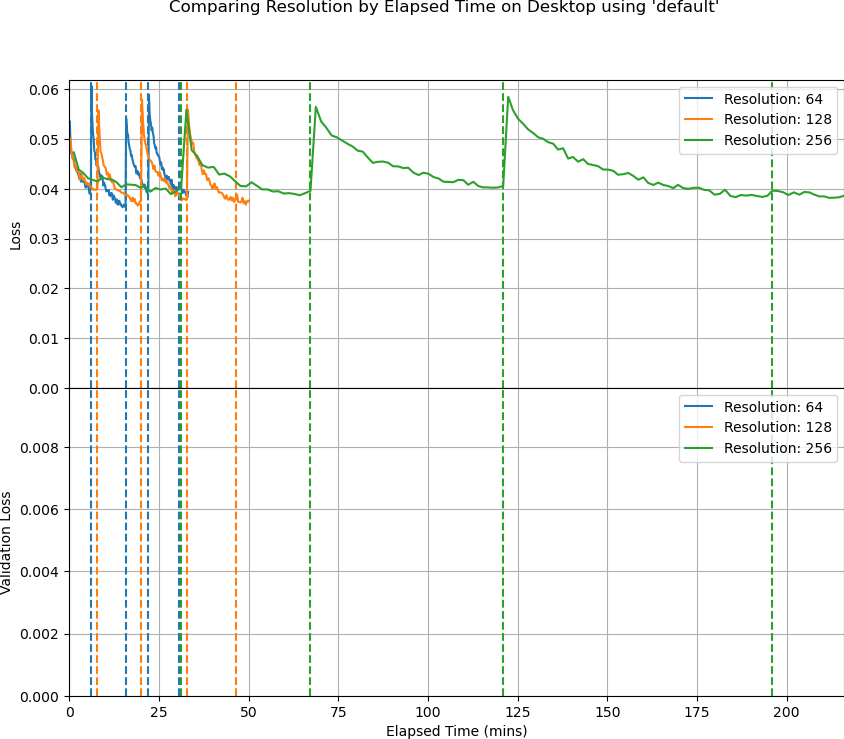 Comparing Resolution by Elapsed Time on Desktop using 'default'
0.06
0.05
0.04
0.03
0.02
0.01
0.00
Loss
Resolution: 64
Resolution: 128
Resolution: 256
0.008
0.006
0.004
0.002
0.000
Validation Loss
Resolution: 64
Resolution: 128
Resolution: 256
0 25 50 75 100 125 150 175 200
Elapsed Time (mins)